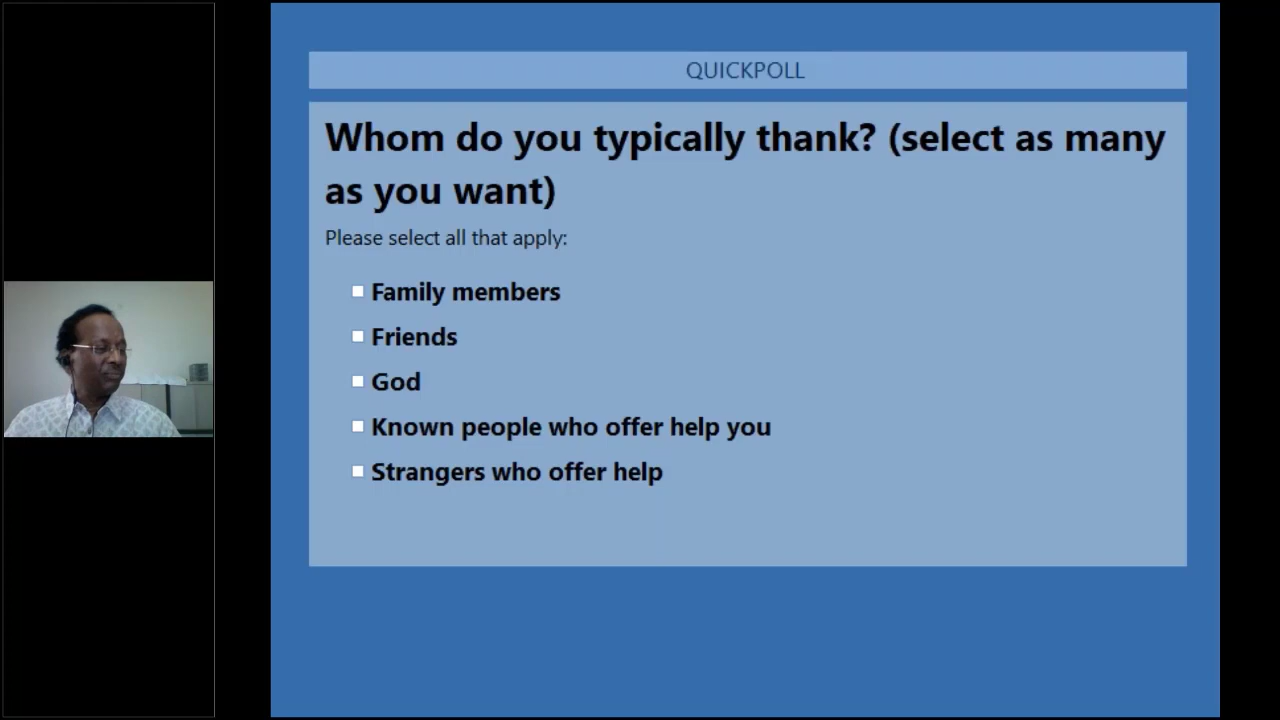 QUICKPOLL
Whom do you typically thank? (select as many
as you want)
Please select all that apply:
Family members
Friends
God
Known people who offer help you
Strangers who offer help